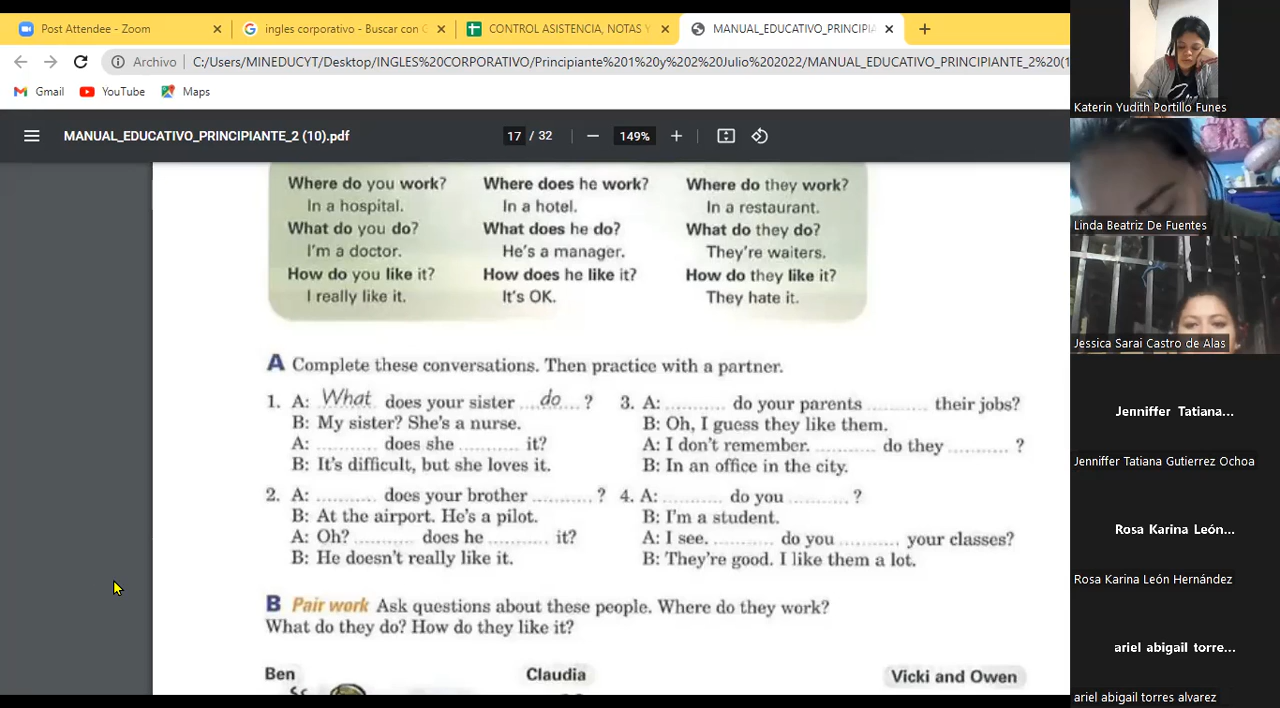 Post Attendee - Zoom
ingles corporativo - Buscar con G
CONTROL ASISTENCIA, NOTAS Y
MANUAL_EDUCATIVO_PRINCIPIA
Archivo
C:/Users/MINEDUCYT/Desktop/INGLES%20CORPORATIVO/Principiante%201%20y%202%20Julio%202022/MANUAL_EDUCATIVO_PRINCIPIANTE_2%20(1
Gmail
YouTube
Maps
MANUAL_EDUCATIVO_PRINCIPIANTE_2 (10).pdf
17 / 32
149%
Where do you work? Where does he work? Where do they work?
In a hospital. In a hotel. In a restaurant.
What do you do? What does he do? What do they do?
I'm a doctor. He's a manager. They're waiters.
How do you like it? How does he like it? How do they like it?
I really like it. It's OK. They hate it.
A Complete these conversations. Then practice with a partner.
1. A: What does your sister do ?
B: My sister? She's a nurse.
A: .......... does she .......... it?
B: It's difficult, but she loves it.
2. A: .......... does your brother .......... ?
B: At the airport. He's a pilot.
A: Oh? .......... does he .......... it?
B: He doesn't really like it.
3. A: .......... do your parents .......... their jobs?
B: Oh, I guess they like them.
A: I don't remember. .......... do they .......... ?
B: In an office in the city.
4. A: .......... do you .......... ?
B: I'm a student.
A: I see. .......... do you .......... your classes?
B: They're good. I like them a lot.
B Pair work Ask questions about these people. Where do they work?
What do they do? How do they like it?
Ben
Claudia
Vicki and Owen
Katerin Yudith Portillo Funes
Linda Beatriz De Fuentes
Jessica Sarai Castro de Alas
Jenniffer Tatiana...
Jenniffer Tatiana Gutierrez Ochoa
Rosa Karina León...
Rosa Karina León Hernández
ariel abigail torre...
ariel abigail torres alvarez